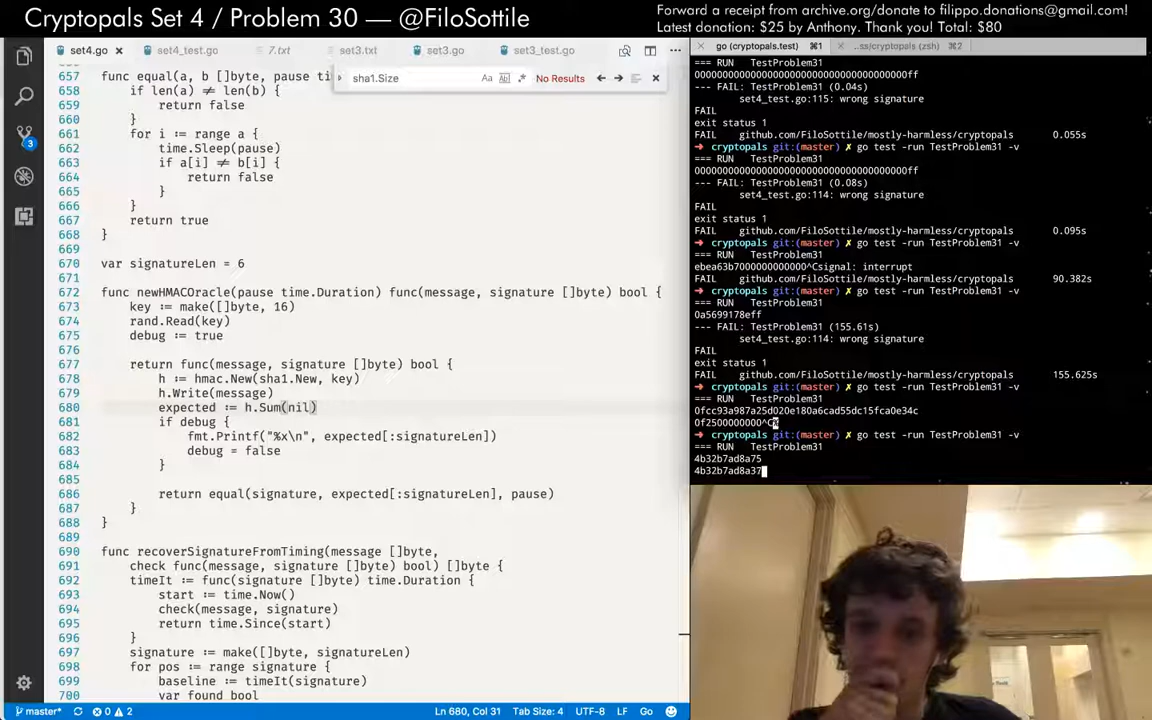 Cryptopals Set 4 / Problem 30 — @FiloSottile
Forward a receipt from archive.org/donate to filippo.donations@gmail.com!
Latest donation: $25 by Anthony. Thank you! Total: $80
set4.go ×
set4_test.go
7.txt
set3.txt
set3.go
set3_test.go
sha1.Size
No Results
657 func equal(a, b []byte, pause ti
658 if len(a) ≠ len(b) {
659 return false
660 }
661 for i := range a {
662 time.Sleep(pause)
663 if a[i] ≠ b[i] {
664 return false
665 }
666 }
667 return true
668 }
669
670 var signatureLen = 6
671
672 func newHMACOracle(pause time.Duration) func(message, signature []byte) bool {
673 key := make([]byte, 16)
674 rand.Read(key)
675 debug := true
676
677 return func(message, signature []byte) bool {
678 h := hmac.New(sha1.New, key)
679 h.Write(message)
680 expected := h.Sum(nil)
681 if debug {
682 fmt.Printf("%x\n", expected[:signatureLen])
683 debug = false
684 }
685
686 return equal(signature, expected[:signatureLen], pause)
687 }
688 }
689
690 func recoverSignatureFromTiming(message []byte,
691 check func(message, signature []byte) bool) []byte {
692 timeIt := func(signature []byte) time.Duration {
693 start := time.Now()
694 check(message, signature)
695 return time.Since(start)
696 }
697 signature := make([]byte, signatureLen)
698 for pos := range signature {
699 baseline := timeIt(signature)
700 var found bool
master* 0 2 Ln 680, Col 31 Tab Size: 4 UTF-8 LF Go
3
× go (cryptopals.test) ⌘1
× ..ss/cryptopals (zsh) ⌘2
=== RUN TestProblem31
00000000000000000000000000000000000000ff
--- FAIL: TestProblem31 (0.04s)
set4_test.go:115: wrong signature
FAIL
exit status 1
FAIL github.com/FiloSottile/mostly-harmless/cryptopals 0.055s
➜ cryptopals git:(master) ✗ go test -run TestProblem31 -v
=== RUN TestProblem31
00000000000000000000000000000000000000ff
--- FAIL: TestProblem31 (0.08s)
set4_test.go:114: wrong signature
FAIL
exit status 1
FAIL github.com/FiloSottile/mostly-harmless/cryptopals 0.095s
➜ cryptopals git:(master) ✗ go test -run TestProblem31 -v
=== RUN TestProblem31
ebea63b7000000000000^Csignal: interrupt
FAIL github.com/FiloSottile/mostly-harmless/cryptopals 90.382s
➜ cryptopals git:(master) ✗ go test -run TestProblem31 -v
=== RUN TestProblem31
0a5699178eff
--- FAIL: TestProblem31 (155.61s)
set4_test.go:114: wrong signature
FAIL
exit status 1
FAIL github.com/FiloSottile/mostly-harmless/cryptopals 155.625s
➜ cryptopals git:(master) ✗ go test -run TestProblem31 -v
=== RUN TestProblem31
0fcc93a987a25d020e180a6cad55dc15fca0e34c
➜ cryptopals git:(master) ✗ go test -run TestProblem31 -v
=== RUN TestProblem31
4b32b7ad8a75
4b32b7ad8a37